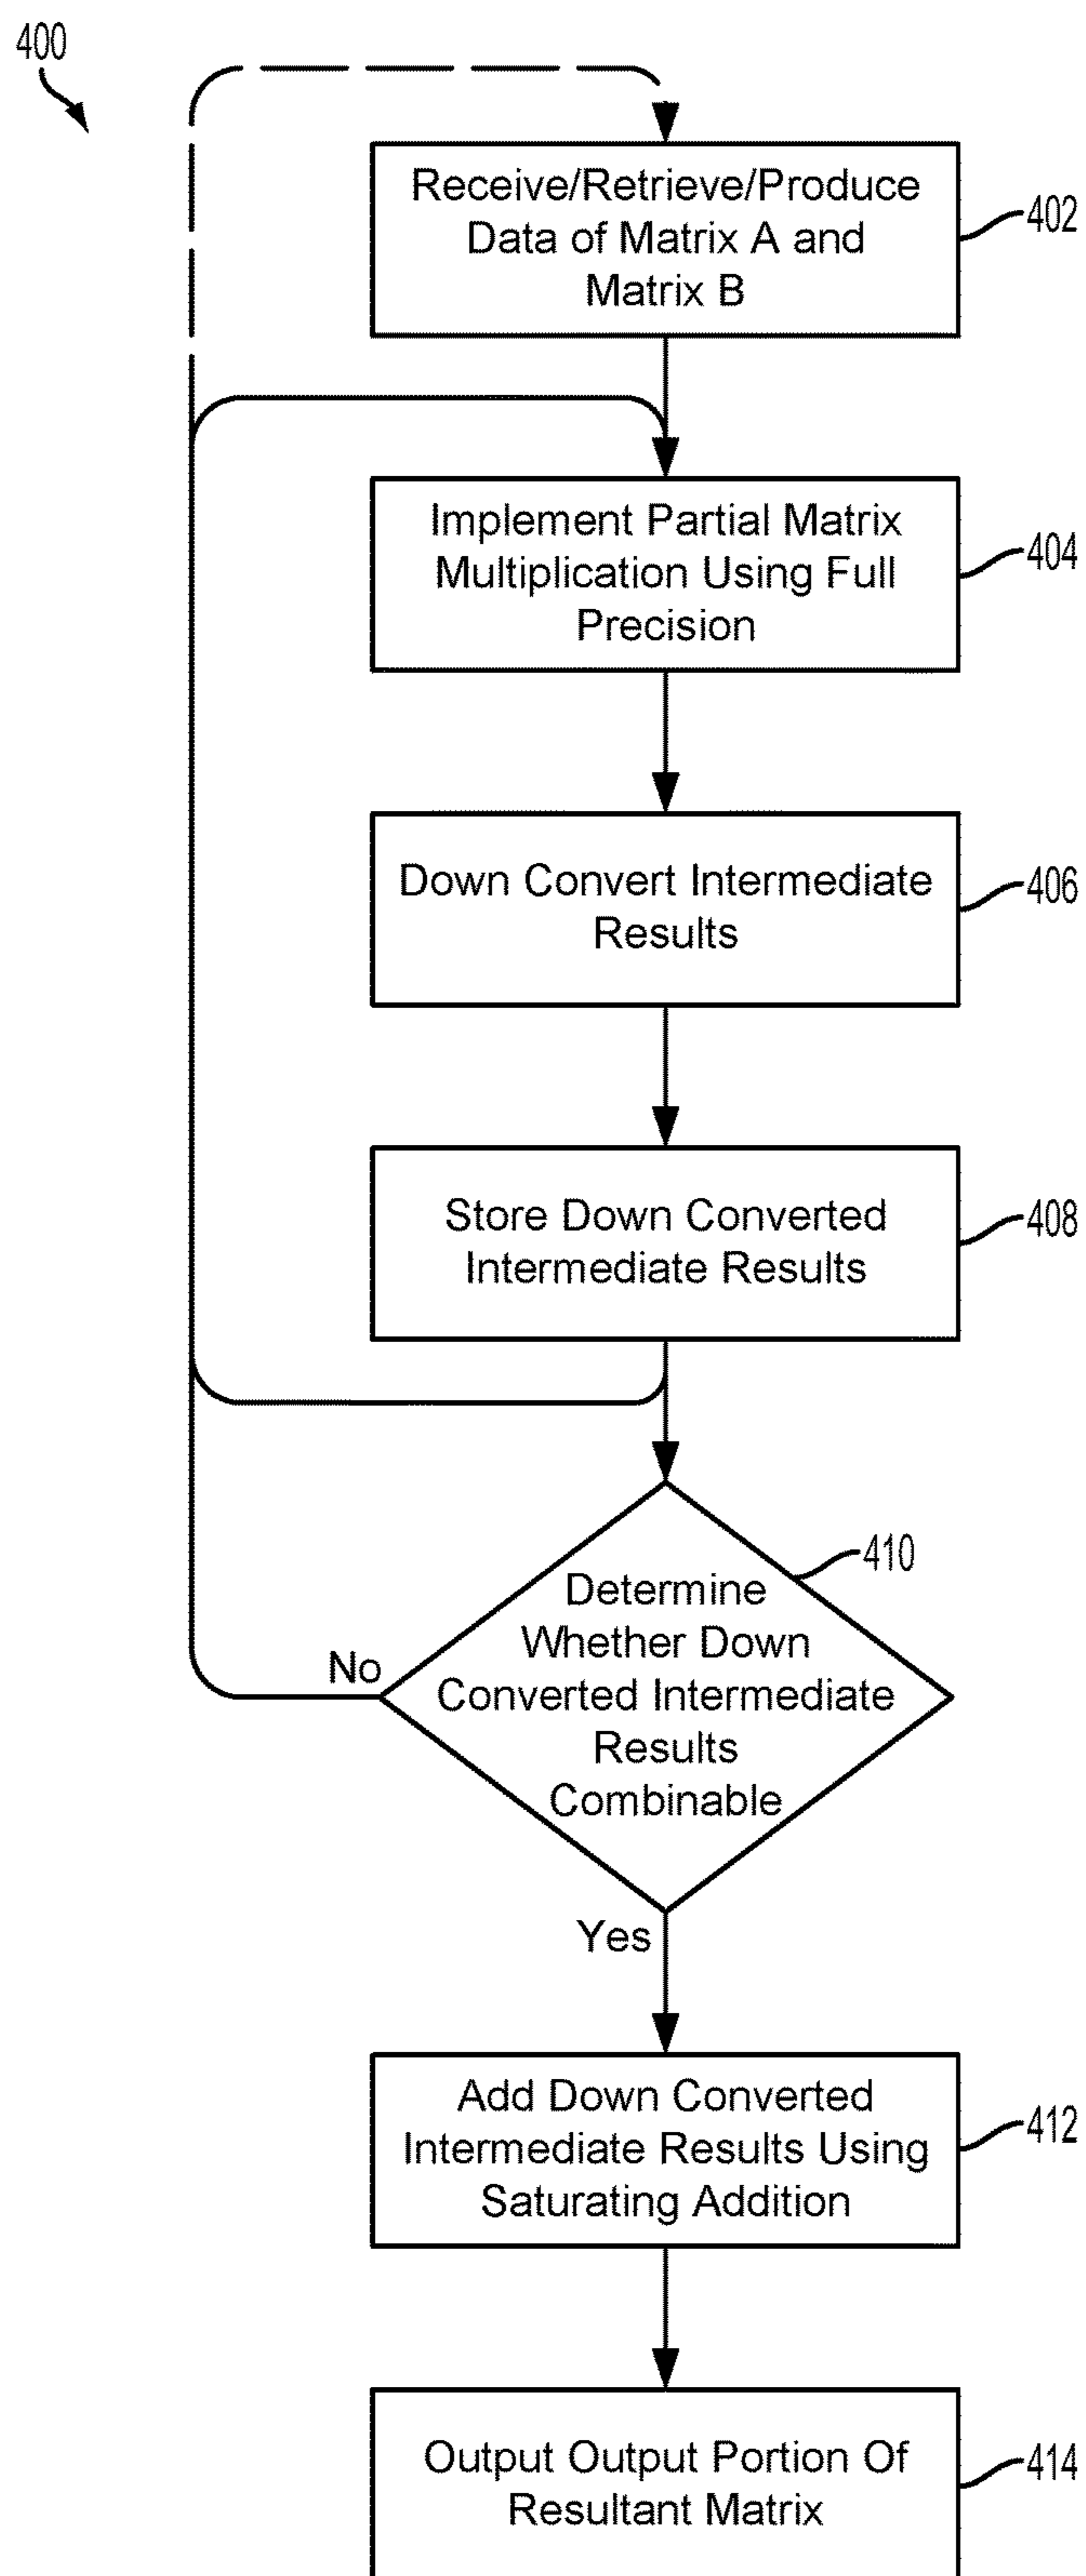 400
Receive/Retrieve/Produce
Data of Matrix A and
Matrix B
402
Implement Partial Matrix
Multiplication Using Full
Precision
404
Down Convert Intermediate
Results
406
Store Down Converted
Intermediate Results
408
410
Determine
Whether Down
Converted Intermediate
Results
Combinable
No
Yes
Add Down Converted
Intermediate Results Using
Saturating Addition
412
Output Output Portion Of
Resultant Matrix
414